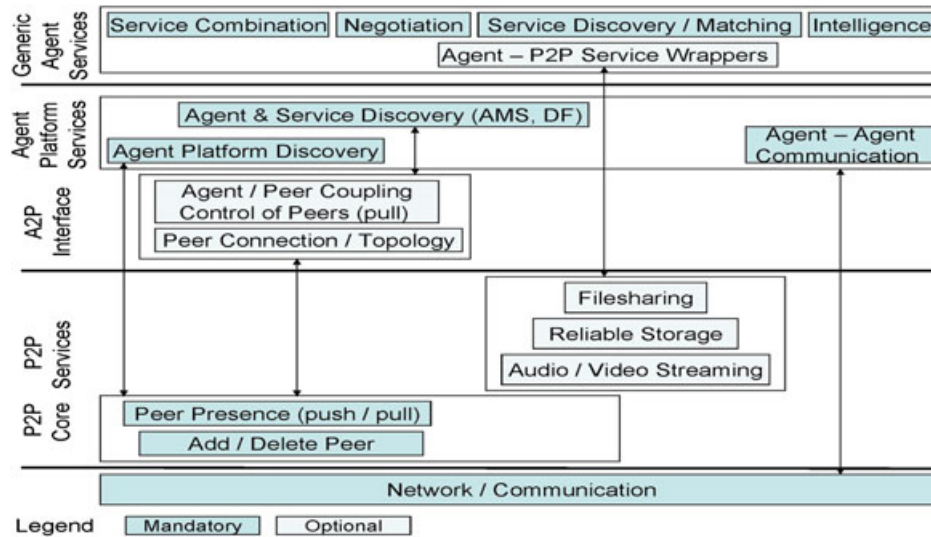 Generic
Agent
Services
Service Combination
Negotiation
Service Discovery / Matching
Intelligence
Agent – P2P Service Wrappers
Agent
Platform
Services
Agent & Service Discovery (AMS, DF)
Agent Platform Discovery
Agent – Agent
Communication
A2P
Interface
Agent / Peer Coupling
Control of Peers (pull)
Peer Connection / Topology
P2P
Services
Filesharing
Reliable Storage
Audio / Video Streaming
P2P
Core
Peer Presence (push / pull)
Add / Delete Peer
Network / Communication
Legend
Mandatory
Optional